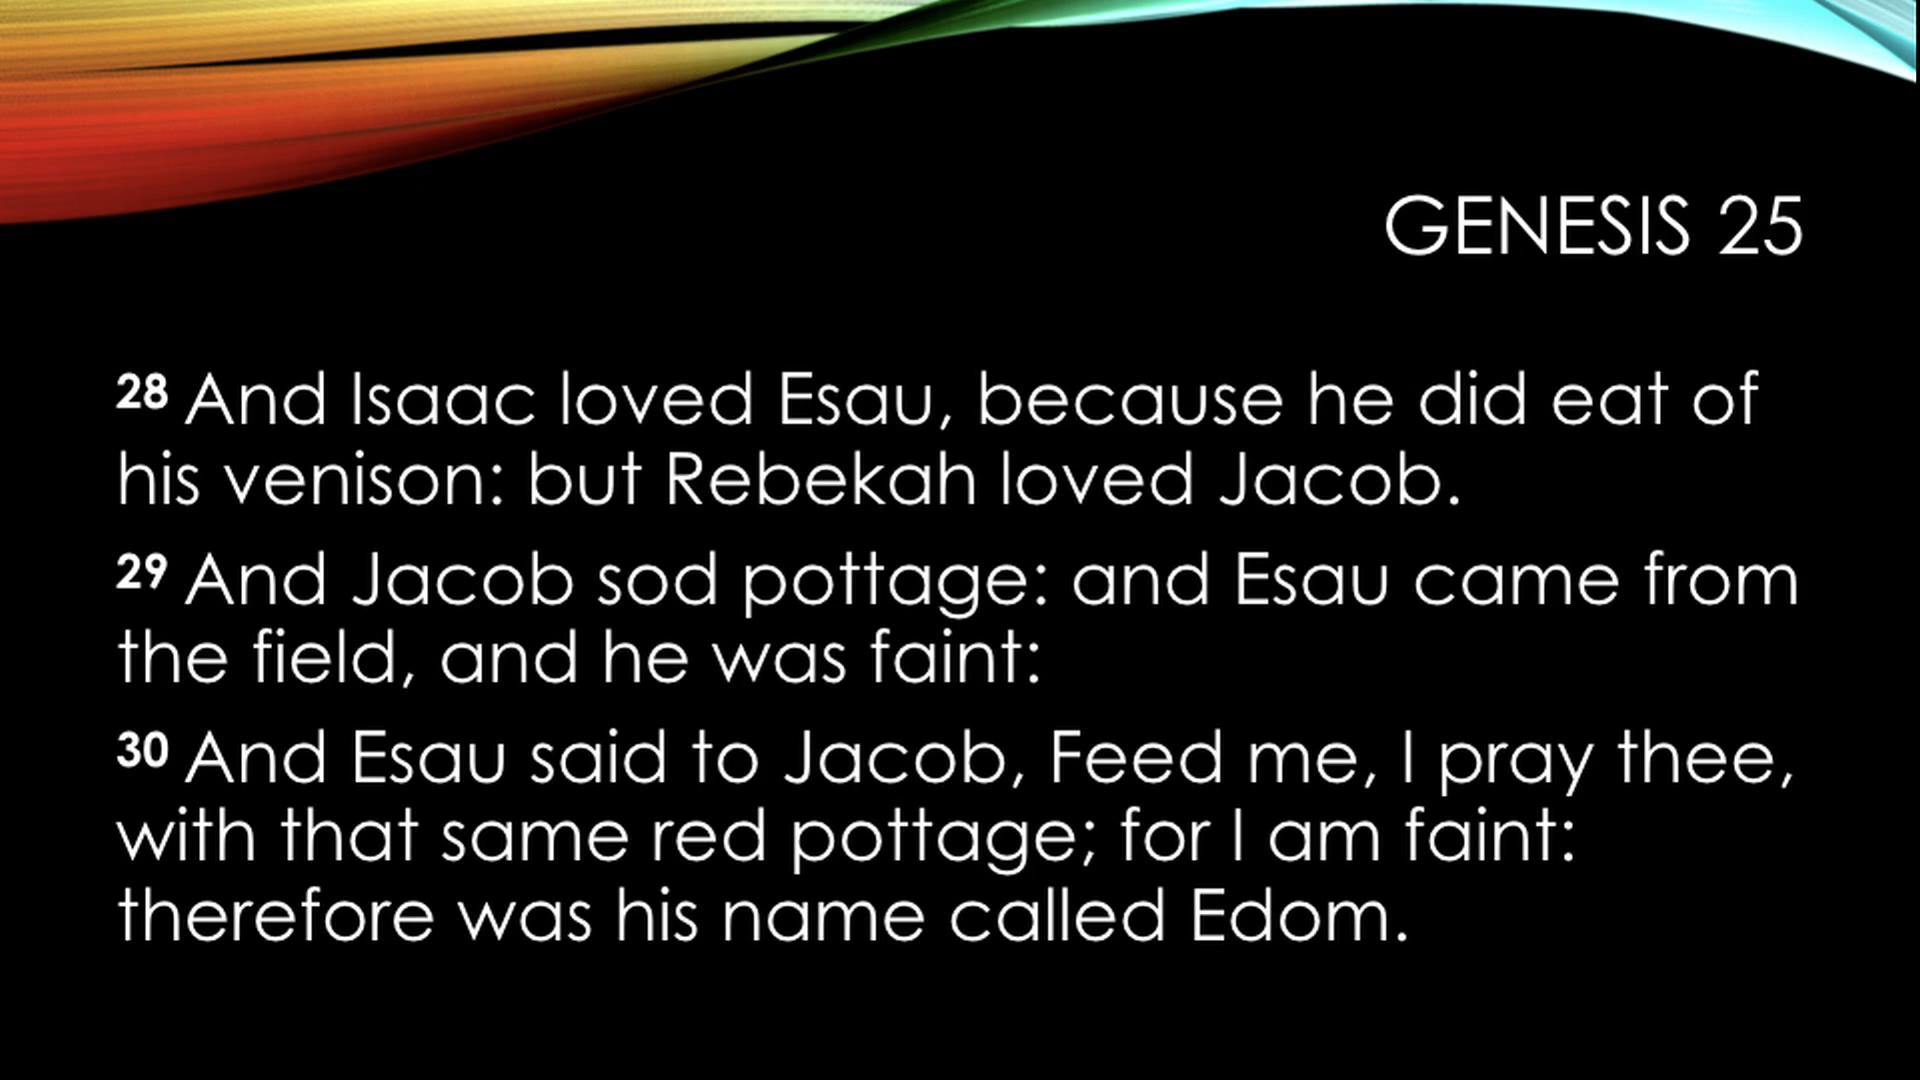 GENESIS 25
28 And Isaac loved Esau, because he did eat of
his venison: but Rebekah loved Jacob.
29 And Jacob sod pottage: and Esau came from
the field, and he was faint:
30 And Esau said to Jacob, Feed me, I pray thee,
with that same red pottage; for I am faint:
therefore was his name called Edom.